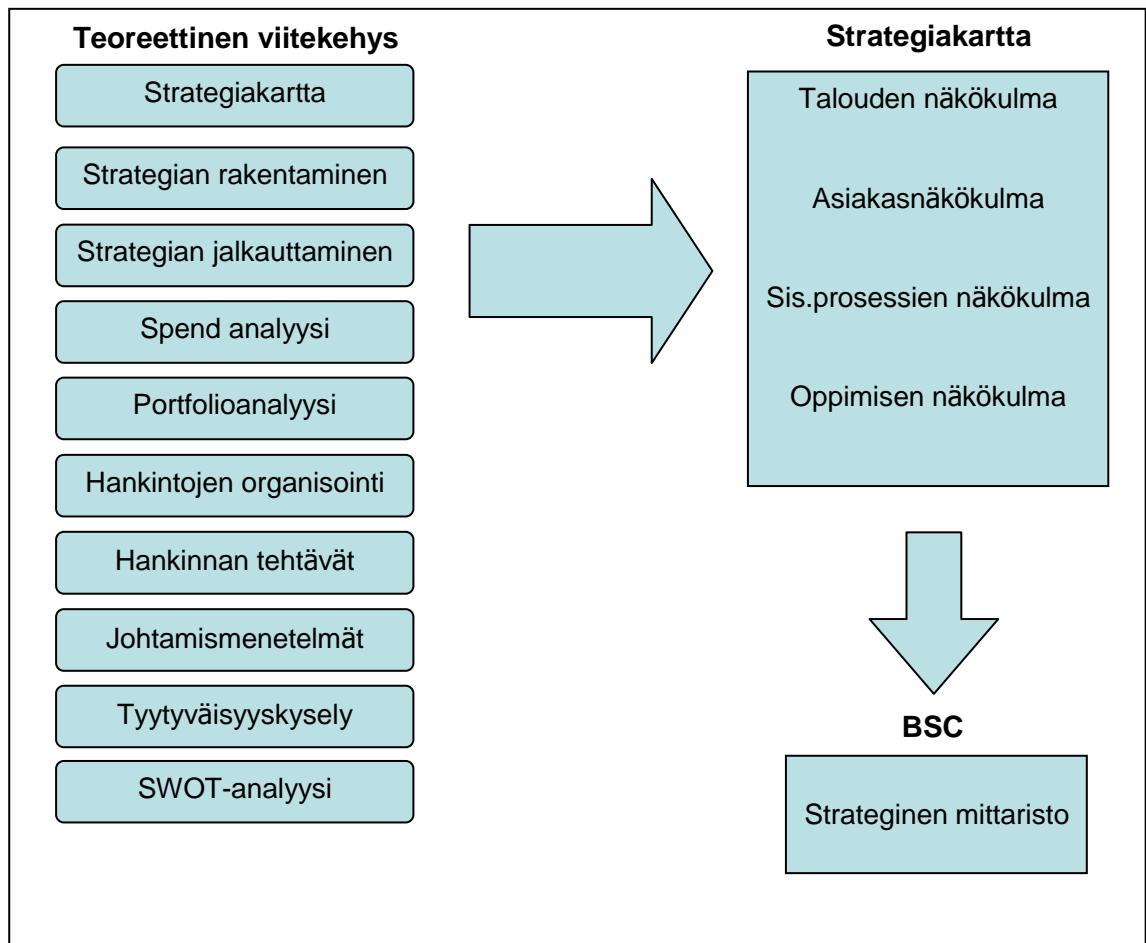 Teoreettinen viitekehys
Strategiakartta
Strategian rakentaminen
Strategian jalkauttaminen
Spend analyysi
Portfolioanalyysi
Hankintojen organisointi
Hankinnan tehtävät
Johtamismenetelmät
Tyytyväisyyskysely
SWOT-analyysi
Strategiakartta
Talouden näkökulma
Asiakasnäkökulma
Sis.prosessien näkökulma
Oppimisen näkökulma
BSC
Strateginen mittaristo